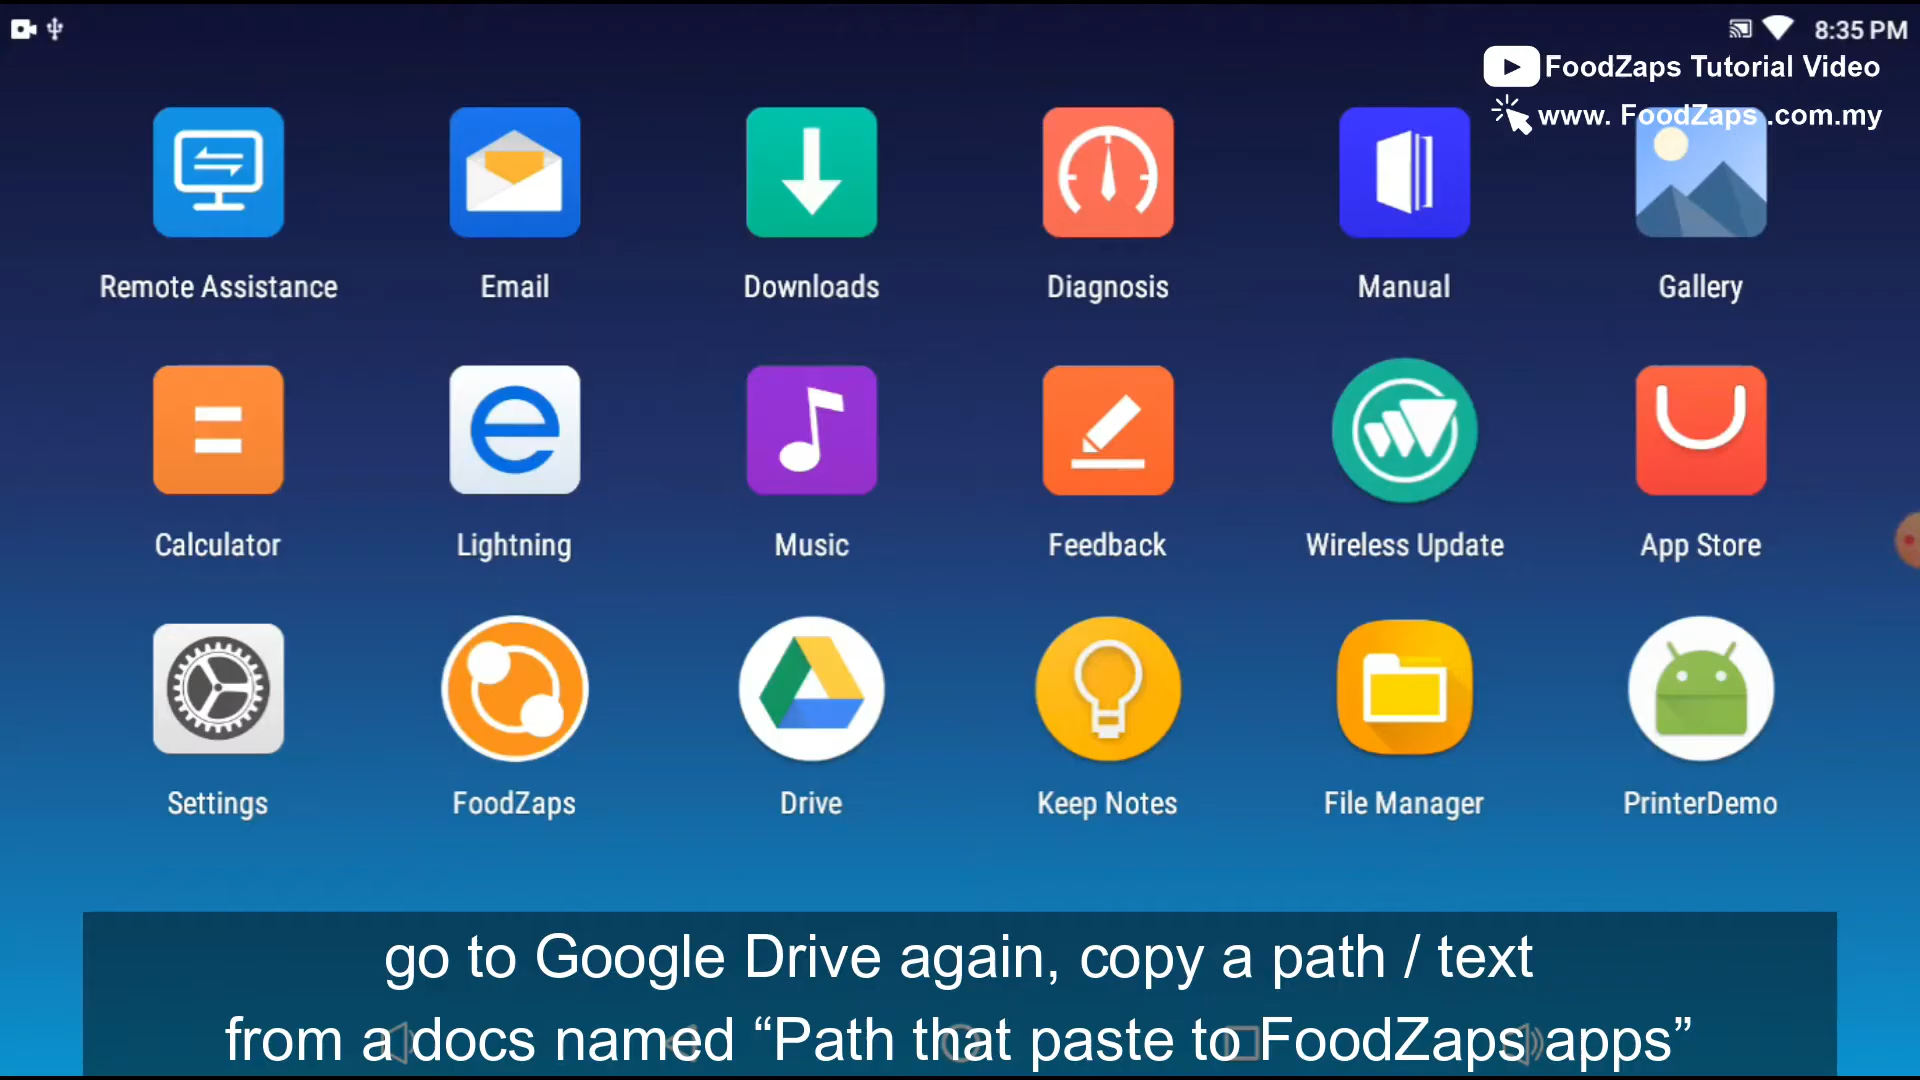 8:35 PM
FoodZaps Tutorial Video
www. FoodZaps .com.my
Remote Assistance
Email
Downloads
Diagnosis
Manual
Gallery
Calculator
Lightning
Music
Feedback
Wireless Update
App Store
Settings
FoodZaps
Drive
Keep Notes
File Manager
PrinterDemo
go to Google Drive again, copy a path / text
from a docs named “Path that paste to FoodZaps apps”